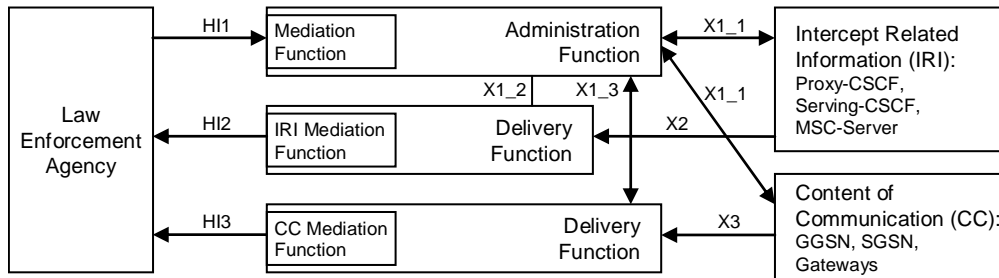 Law
Enforcement
Agency
HI1
HI2
HI3
Mediation
Function
Administration
Function
X1_2
X1_3
IRI Mediation
Function
Delivery
Function
CC Mediation
Function
Delivery
Function
X1_1
X1_1
X2
X3
Intercept Related
Information (IRI):
Proxy-CSCF,
Serving-CSCF,
MSC-Server
Content of
Communication (CC):
GGSN, SGSN,
Gateways